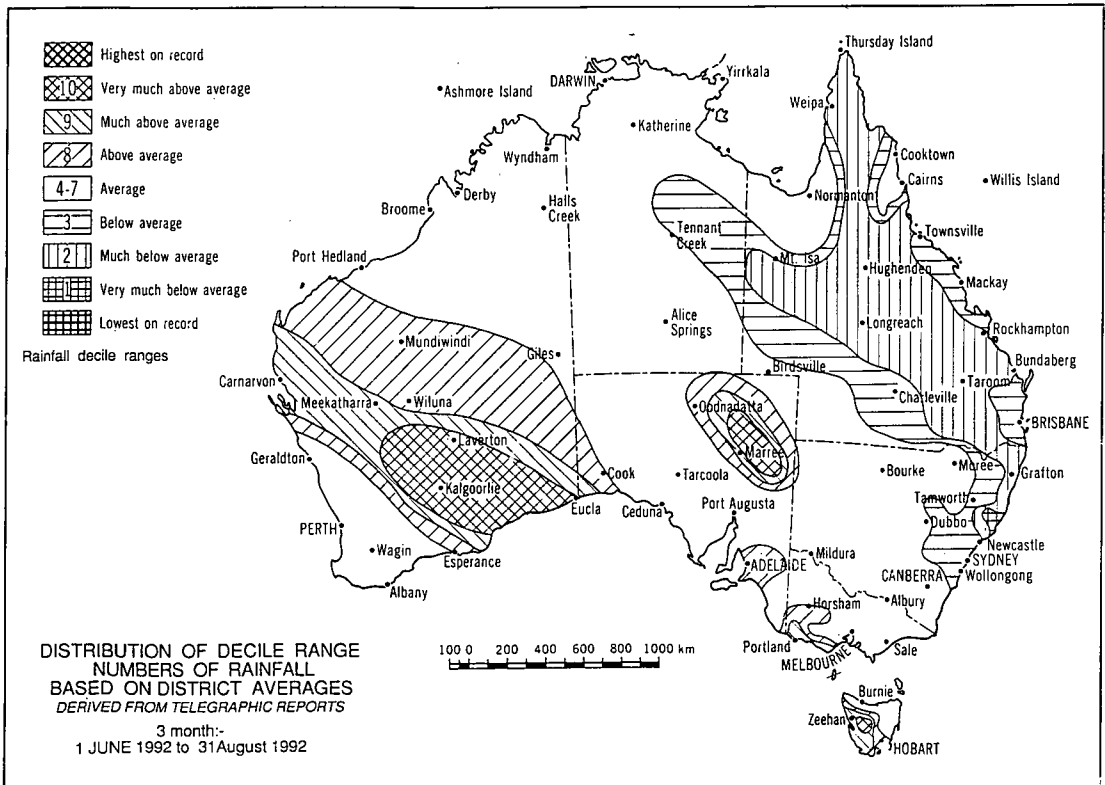 Highest on record
10 Very much above average
9 Much above average
8 Above average
4-7 Average
3 Below average
2 Much below average
1 Very much below average
Lowest on record
Rainfall decile ranges
Thursday Island
DARWIN
Yirrkala
Ashmore Island
Weipa
Katherine
Wyndham
Cooktown
Cairns
Willis Island
Derby
Normanton
Broome
Halls
Creek
Tennant
Creek
Townsville
Port Hedland
Mt. Isa
Hughenden
Mackay
Alice
Springs
Longreach
Rockhampton
Mundiwindi
Giles
Birdsville
Bundaberg
Carnarvon
Taroom
Meekatharra
Wiluna
Oodnadatta
Charleville
BRISBANE
Laverton
Marree
Geraldton
Cook
Tarcoola
Bourke
Moree
Grafton
Kalgoorlie
Eucla
Ceduna
Port Augusta
Tamworth
PERTH
Dubbo
Newcastle
Wagin
Esperance
Mildura
SYDNEY
ADELAIDE
CANBERRA
Wollongong
Albany
Horsham
Albury
Portland
MELBOURNE
Sale
Burnie
Zeehan
HOBART
DISTRIBUTION OF DECILE RANGE
NUMBERS OF RAINFALL
BASED ON DISTRICT AVERAGES
DERIVED FROM TELEGRAPHIC REPORTS
3 month:-
1 JUNE 1992 to 31August 1992
100 0 200 400 600 800 1000 km